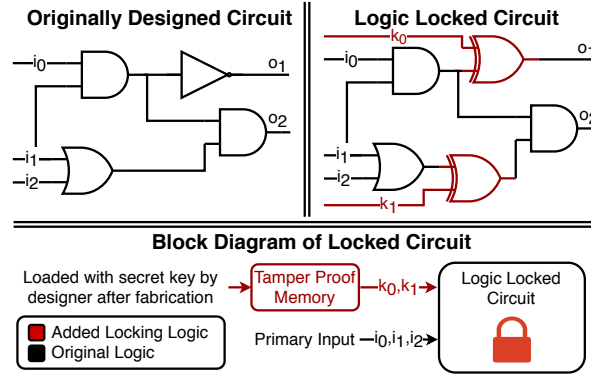 Originally Designed Circuit
i0
i1
i2
o1
o2
Logic Locked Circuit
k0
i0
i1
i2
k1
o1
o2
Block Diagram of Locked Circuit
Loaded with secret key by
designer after fabrication
Tamper Proof
Memory
k0,k1
Logic Locked
Circuit
Primary Input
i0,i1,i2
Added Locking Logic
Original Logic